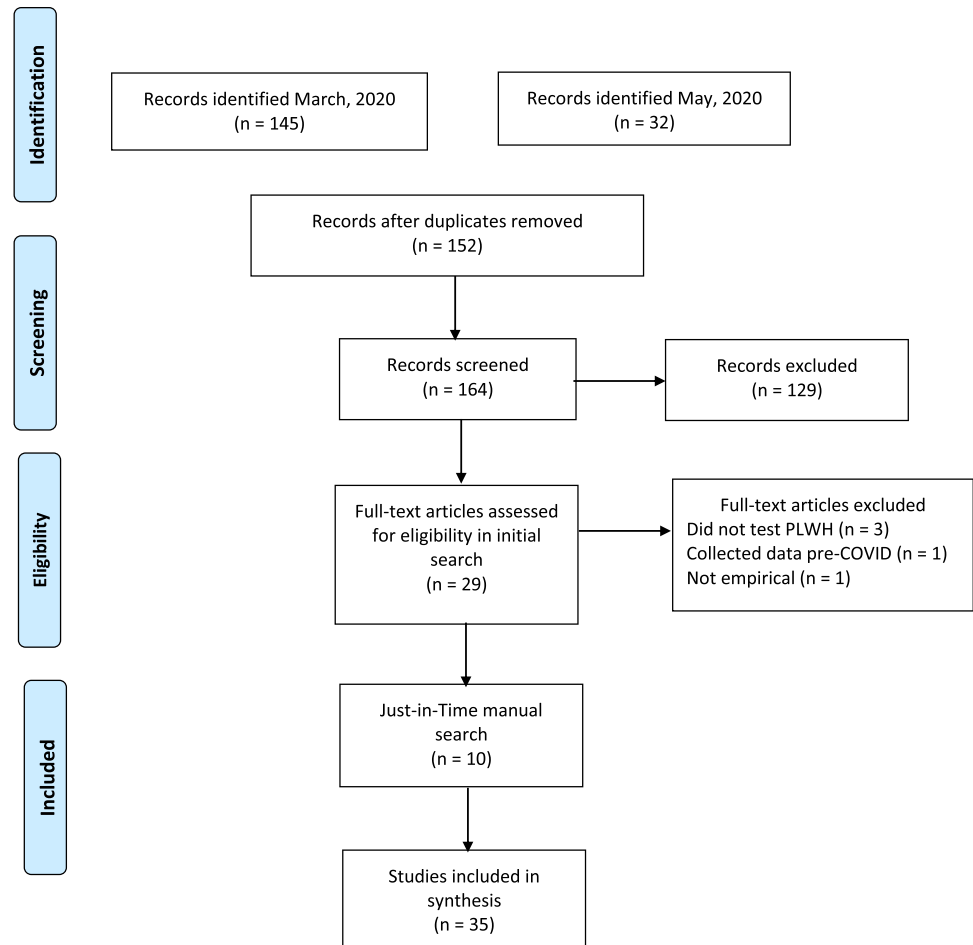 Identification
Records identified March, 2020
(n = 145)
Records identified May, 2020
(n = 32)
Records after duplicates removed
(n = 152)
Screening
Records screened
(n = 164)
Records excluded
(n = 129)
Eligibility
Full-text articles assessed
for eligibility in initial
search
(n = 29)
Full-text articles excluded
Did not test PLWH (n = 3)
Collected data pre-COVID (n = 1)
Not empirical (n = 1)
Included
Just-in-Time manual
search
(n = 10)
Studies included in
synthesis
(n = 35)